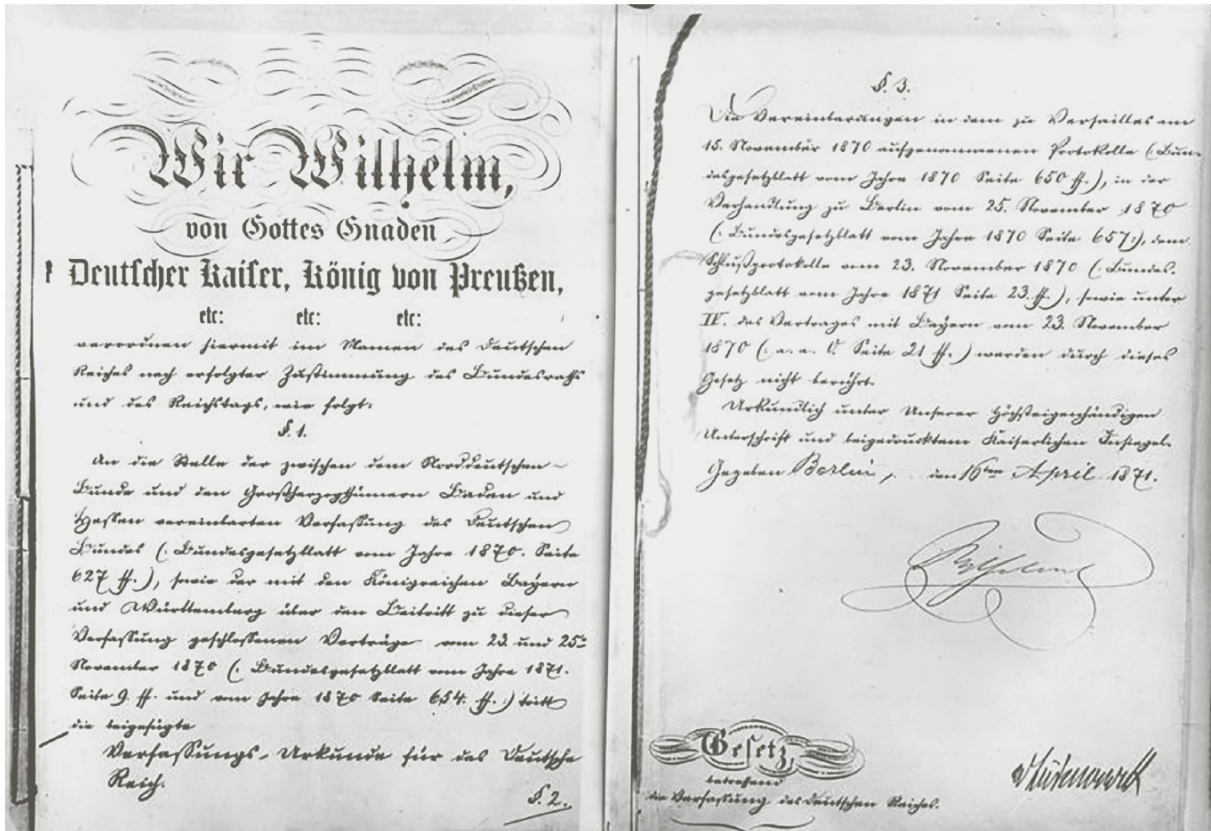 Wir Wilhelm,
von Gottes Gnaden
Deutscher Kaiser, König von Preußen,
etc: etc: etc:
verordnen hiermit im Namen des Deutschen
Reiches nach erfolgter Zustimmung des Bundesraths
und des Reichstags, wie folgt:
§. 1.
An die Stelle der zwischen dem Norddeutschen
Bunde und den Großherzogthümern Baden und
Hessen vereinbarten Verfassung des Deutschen
Bundes (: Bundesgesetzblatt vom Jahre 1870. Seite
627 ff.), sowie der mit den Königreichen Bayern
und Württemberg über den Beitritt zu dieser
Verfassung geschlossenen Verträge vom 23. und 25ten
November 1870 (: Bundesgesetzblatt vom Jahre 1871.
Seite 9. ff. und vom Jahre 1870 Seite 654. ff.:) tritt
die beigefügte
Verfassungs-Urkunde für das Deutsche
Reich.
§. 2.
§. 3.
Die Vereinbarungen in dem zu Versailles am
15. November 1870 aufgenommenen Protokolle (: Bun-
desgesetzblatt vom Jahre 1870 Seite 650 ff.), in der
Verhandlung zu Berlin vom 25. November 1870
(: Bundesgesetzblatt vom Jahre 1870 Seite 657:), dem
Schlußprotokolle vom 23. November 1870 (: Bundes-
gesetzblatt vom Jahre 1871 Seite 23 ff.), sowie unter
IV. des Vertrages mit Bayern vom 23. November
1870 (: a. a. O. Seite 21 ff.) werden durch dieses
Gesetz nicht berührt.
Urkundlich unter Unserer Höchsteigenhändigen
Unterschrift und beigedrucktem Kaiserlichen Insiegel.
Gegeben Berlin, den 16ten April 1871.
Wilhelm
Gesetz,
betreffend
die Verfassung des Deutschen Reiches.